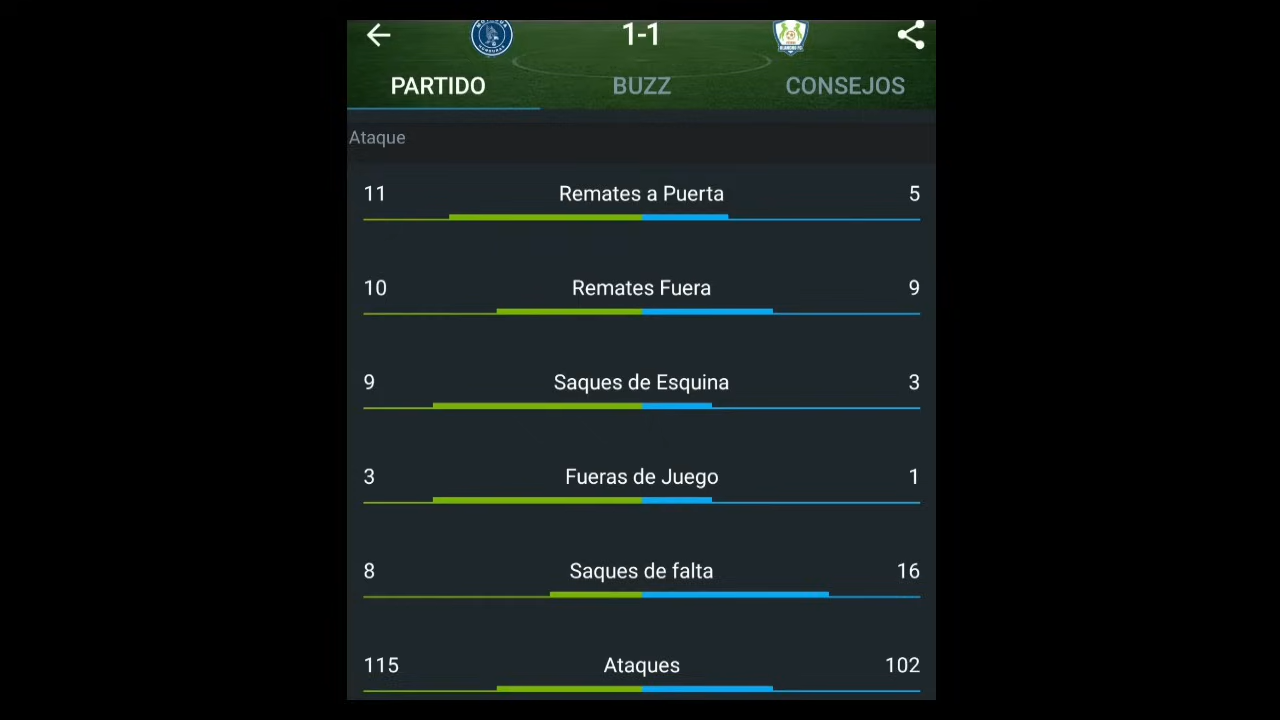 1-1
PARTIDO BUZZ CONSEJOS
Ataque
11 Remates a Puerta 5
10 Remates Fuera 9
9 Saques de Esquina 3
3 Fueras de Juego 1
8 Saques de falta 16
115 Ataques 102